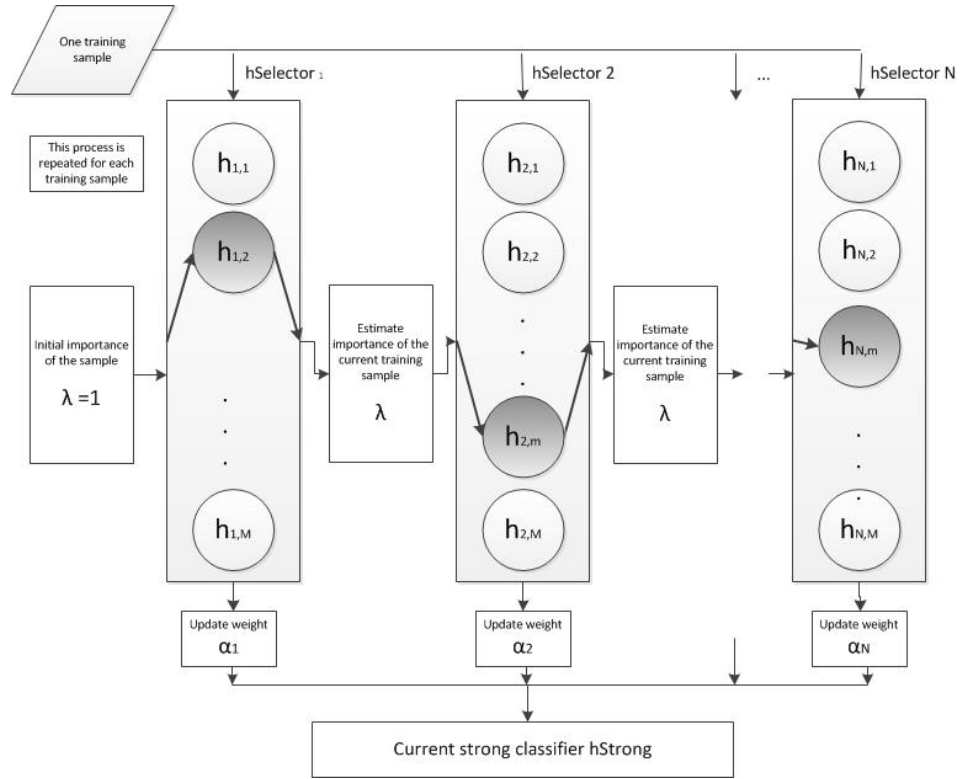 One training
sample
hSelector 1
hSelector 2
...
hSelector N
This process is
repeated for each
training sample
h1,1
h1,2
.
.
.
h1,M
h2,1
h2,2
.
.
.
h2,m
h2,M
hN,1
hN,2
hN,m
.
.
.
hN,M
Initial importance
of the sample
λ =1
Estimate
importance of the
current training
sample
λ
Estimate
importance of the
current training
sample
λ
Update weight
α1
Update weight
α2
Update weight
αN
Current strong classifier hStrong